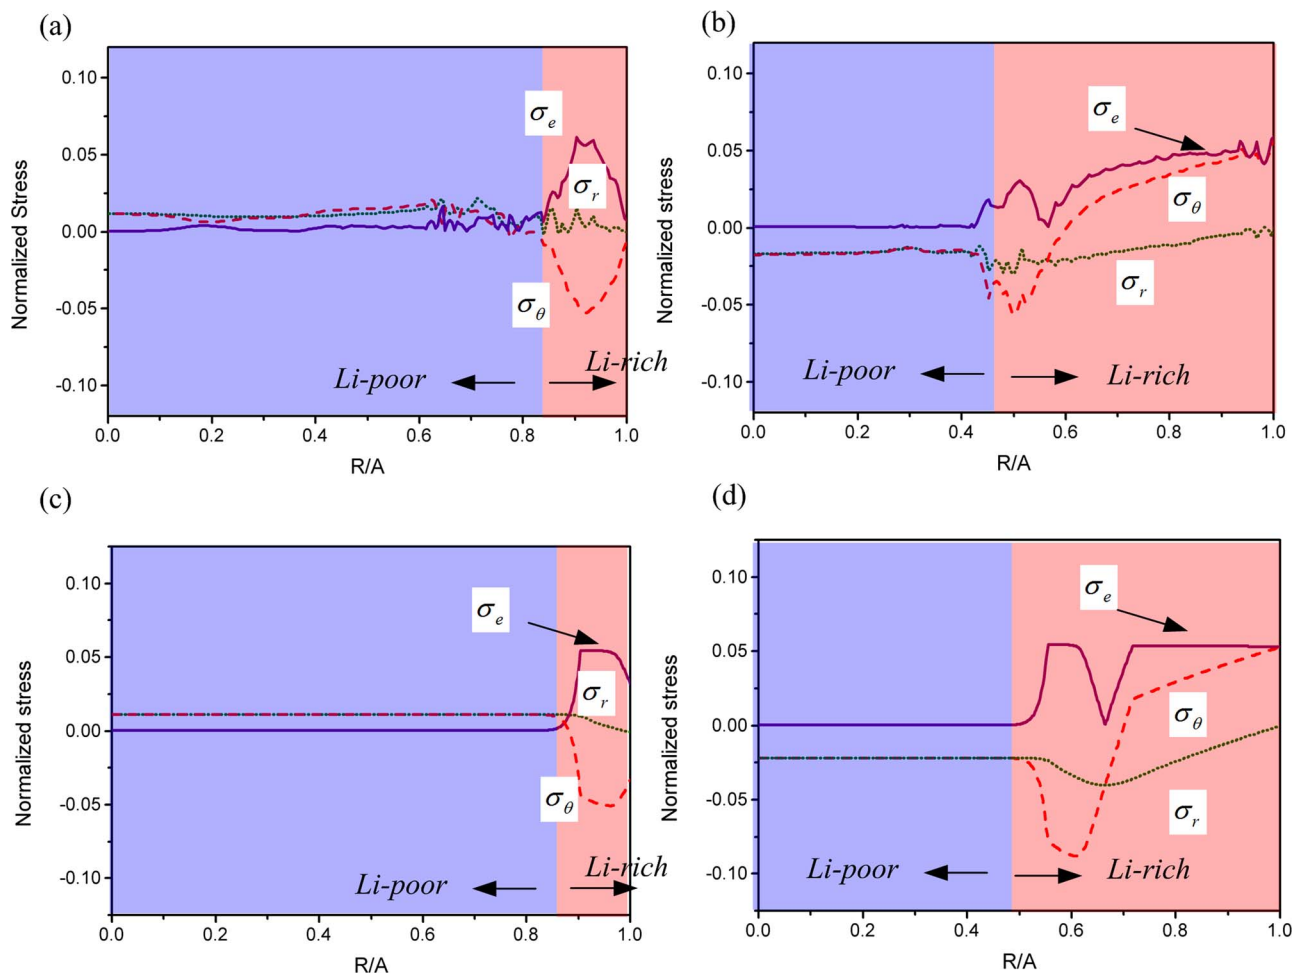 (a)
Normalized Stress
0.10
0.05
0.00
-0.05
-0.10
σe
σr
σθ
Li-poor
Li-rich
0.0 0.2 0.4 0.6 0.8 1.0
R/A
(b)
Normalized Stress
0.10
0.05
0.00
-0.05
-0.10
σe
σθ
σr
Li-poor
Li-rich
0.0 0.2 0.4 0.6 0.8 1.0
R/A
(c)
Normalized stress
0.10
0.05
0.00
-0.05
-0.10
σe
σr
σθ
Li-poor
Li-rich
0.0 0.2 0.4 0.6 0.8 1.0
R/A
(d)
Normalized stress
0.10
0.05
0.00
-0.05
-0.10
σe
σθ
σr
Li-poor
Li-rich
0.0 0.2 0.4 0.6 0.8 1.0
R/A